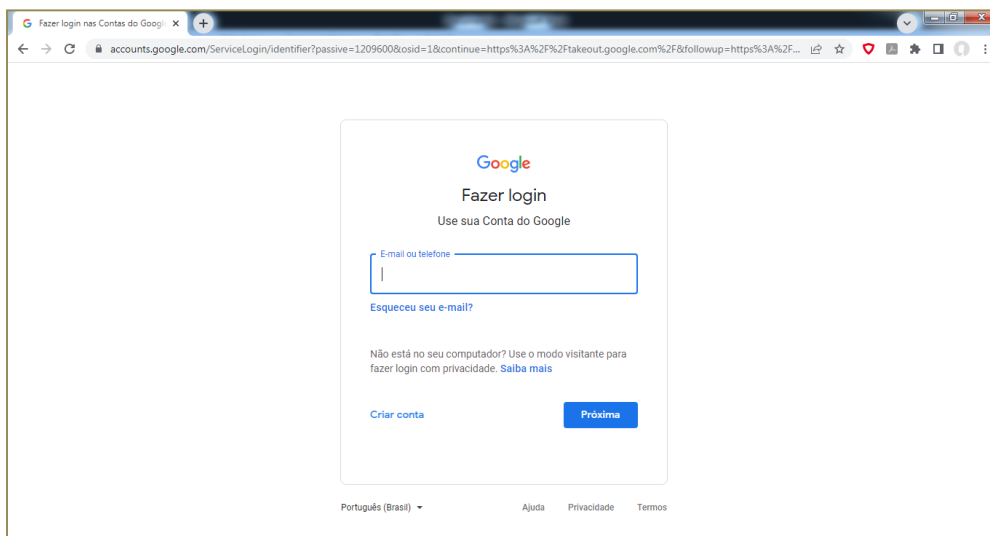 Fazer login nas Contas do Googl
accounts.google.com/ServiceLogin/identifier?passive=1209600&osid=1&continue=https%3A%2F%2Ftakeout.google.com%2F&followup=https%3A%2F...
Google
Fazer login
Use sua Conta do Google
E-mail ou telefone
Esqueceu seu e-mail?
Não está no seu computador? Use o modo visitante para
fazer login com privacidade. Saiba mais
Criar conta Próxima
Português (Brasil) Ajuda Privacidade Termos